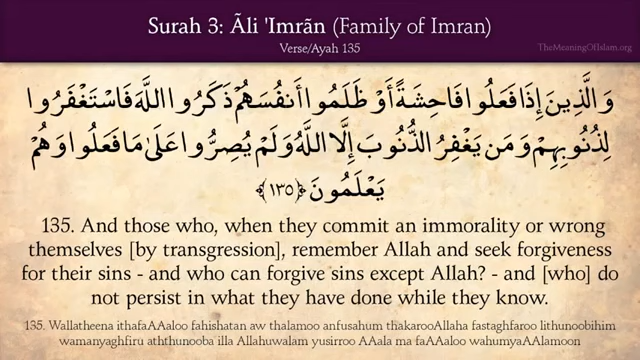 Surah 3: Ãli 'Imrãn (Family of Imran)
Verse/Ayah 135
TheMeaningOfIslam.org
وَالَّذِينَ إِذَا فَعَلُوا فَاحِشَةً أَوْ ظَلَمُوا أَنفُسَهُمْ ذَكَرُوا اللَّهَ فَاسْتَغْفَرُوا
لِذُنُوبِهِمْ وَمَن يَغْفِرُ الذُّنُوبَ إِلَّا اللَّهُ وَلَمْ يُصِرُّوا عَلَىٰ مَا فَعَلُوا وَهُمْ
يَعْلَمُونَ ﴿١٣٥﴾
135. And those who, when they commit an immorality or wrong
themselves [by transgression], remember Allah and seek forgiveness
for their sins - and who can forgive sins except Allah? - and [who] do
not persist in what they have done while they know.
135. Wallatheena ithafaAAaloo fahishatan aw thalamoo anfusahum thakarooAllaha fastaghfaroo lithunoobihim
wamanyaghfiru aththunooba illa Allahuwalam yusirroo AAala ma faAAaloo wahumyaAAlamoon